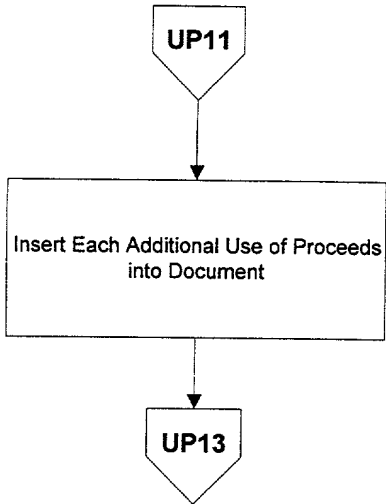 UP11
Insert Each Additional Use of Proceeds
into Document
UP13